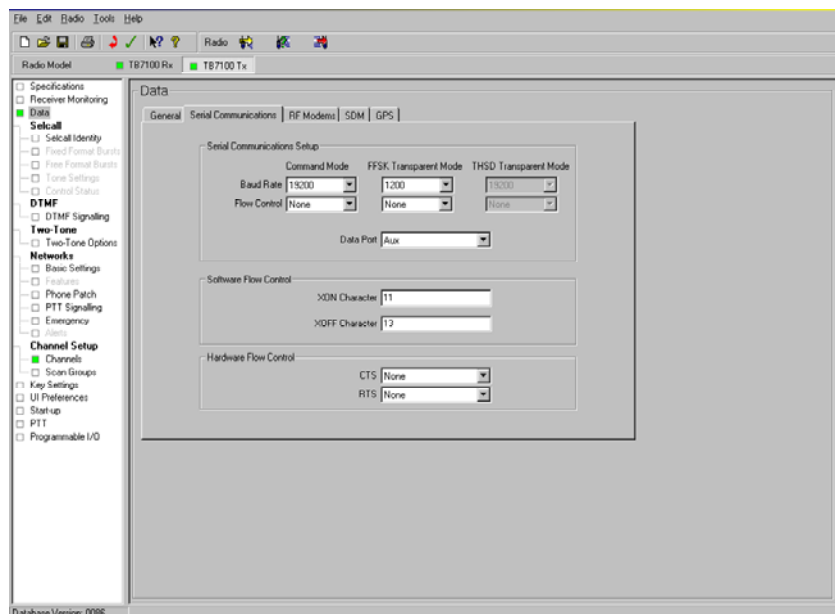 File Edit Radio Tools Help
Radio
Radio Model TB7100 Rx TB7100 Tx
Specifications
Receiver Monitoring
Data
Selcall
Selcall Identity
Fixed Format Bursts
Free Format Bursts
Tone Settings
Control Status
DTMF
DTMF Signalling
Two-Tone
Two-Tone Options
Networks
Basic Settings
Features
Phone Patch
PTT Signalling
Emergency
Alerts
Channel Setup
Channels
Scan Groups
Key Settings
UI Preferences
Start-up
PTT
Programmable I/O
Data
General Serial Communications RF Modems SDM GPS
Serial Communications Setup
Command Mode FFSK Transparent Mode THSD Transparent Mode
Baud Rate 19200 1200 19200
Flow Control None None None
Data Port Aux
Software Flow Control
XON Character 11
XOFF Character 13
Hardware Flow Control
CTS None
RTS None
Database Version: 0086